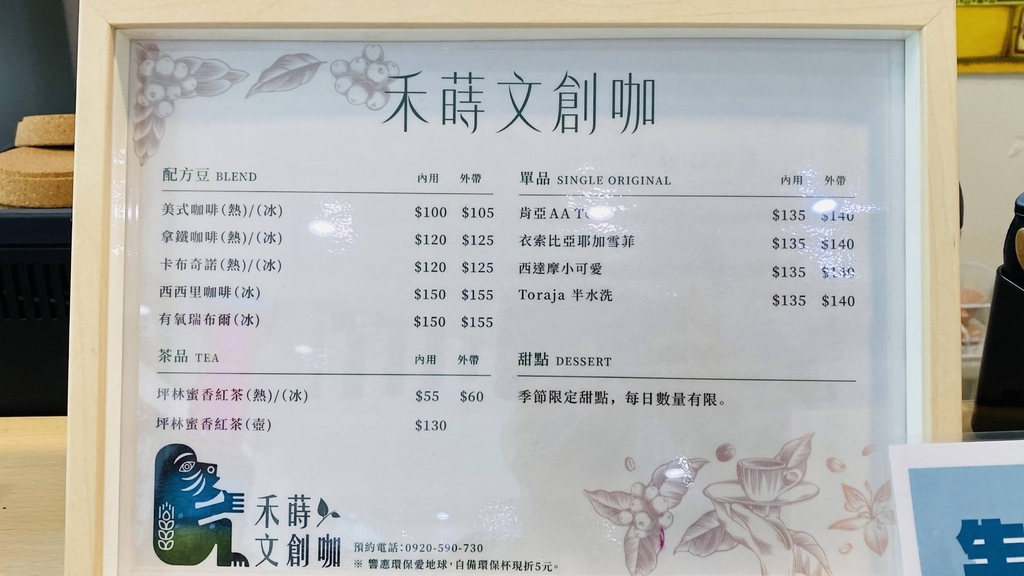 禾蒔文創咖
配方豆 BLEND 內用 外帶
美式咖啡(熱)/(冰) $100 $105
拿鐵咖啡(熱)/(冰) $120 $125
卡布奇諾(熱)/(冰) $120 $125
西西里咖啡(冰) $150 $155
有氧瑞布爾(冰) $150 $155
茶品 TEA 內用 外帶
坪林蜜香紅茶(熱)/(冰) $55 $60
坪林蜜香紅茶(壺) $130
單品 SINGLE ORIGINAL 內用 外帶
肯亞AA $135 $140
衣索比亞耶加雪菲 $135 $140
西達摩小可愛 $135
Toraja 半水洗 $135 $140
甜點 DESSERT
季節限定甜點，每日數量有限。
禾蒔
文創咖
預約電話：0920-590-730
※ 響應環保愛地球，自備環保杯現折5元。